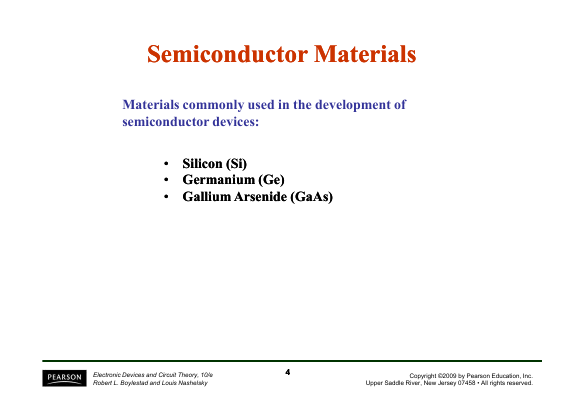 Semiconductor Materials
Materials commonly used in the development of
semiconductor devices:
• Silicon (Si)
• Germanium (Ge)
• Gallium Arsenide (GaAs)
PEARSON
Electronic Devices and Circuit Theory, 10/e
Robert L. Boylestad and Louis Nashelsky
4
Copyright ©2009 by Pearson Education, Inc.
Upper Saddle River, New Jersey 07458 • All rights reserved.